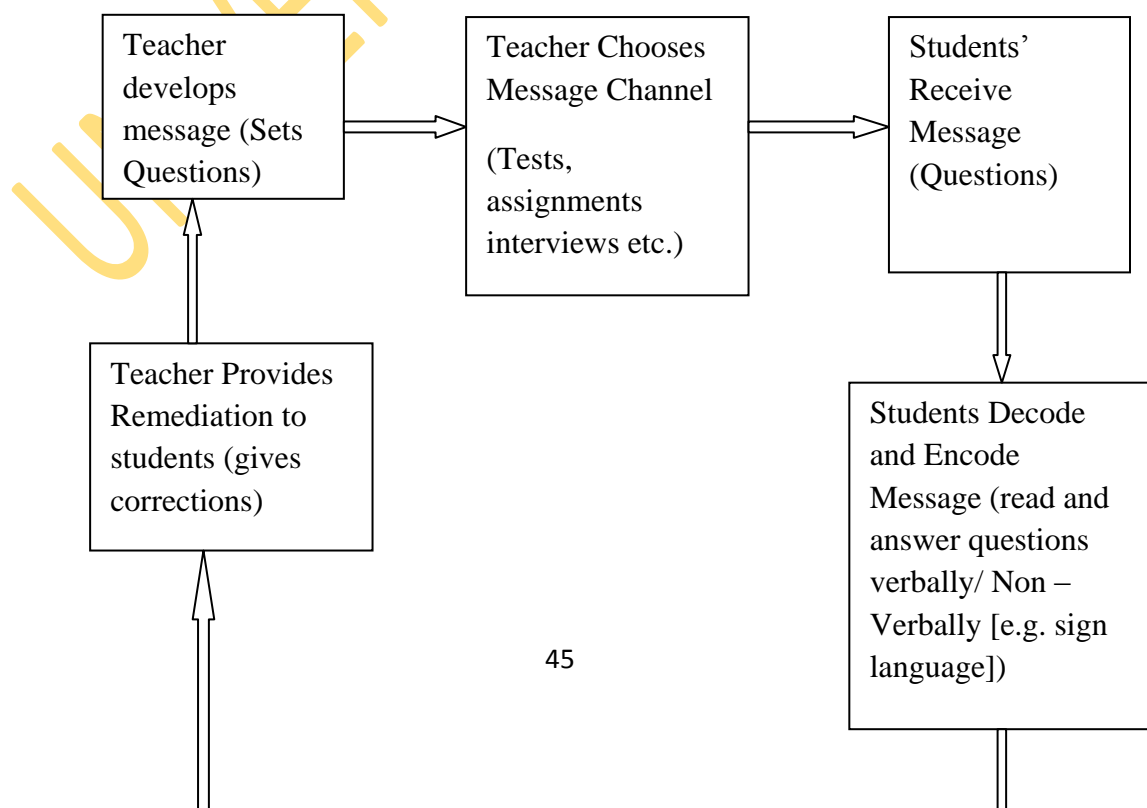 Teacher
develops
message (Sets
Questions)
Teacher Chooses
Message Channel
(Tests,
assignments
interviews etc.)
Students’
Receive
Message
(Questions)
Teacher Provides
Remediation to
students (gives
corrections)
Students Decode
and Encode
Message (read and
answer questions
verbally/ Non –
Verbally [e.g. sign
language])
45